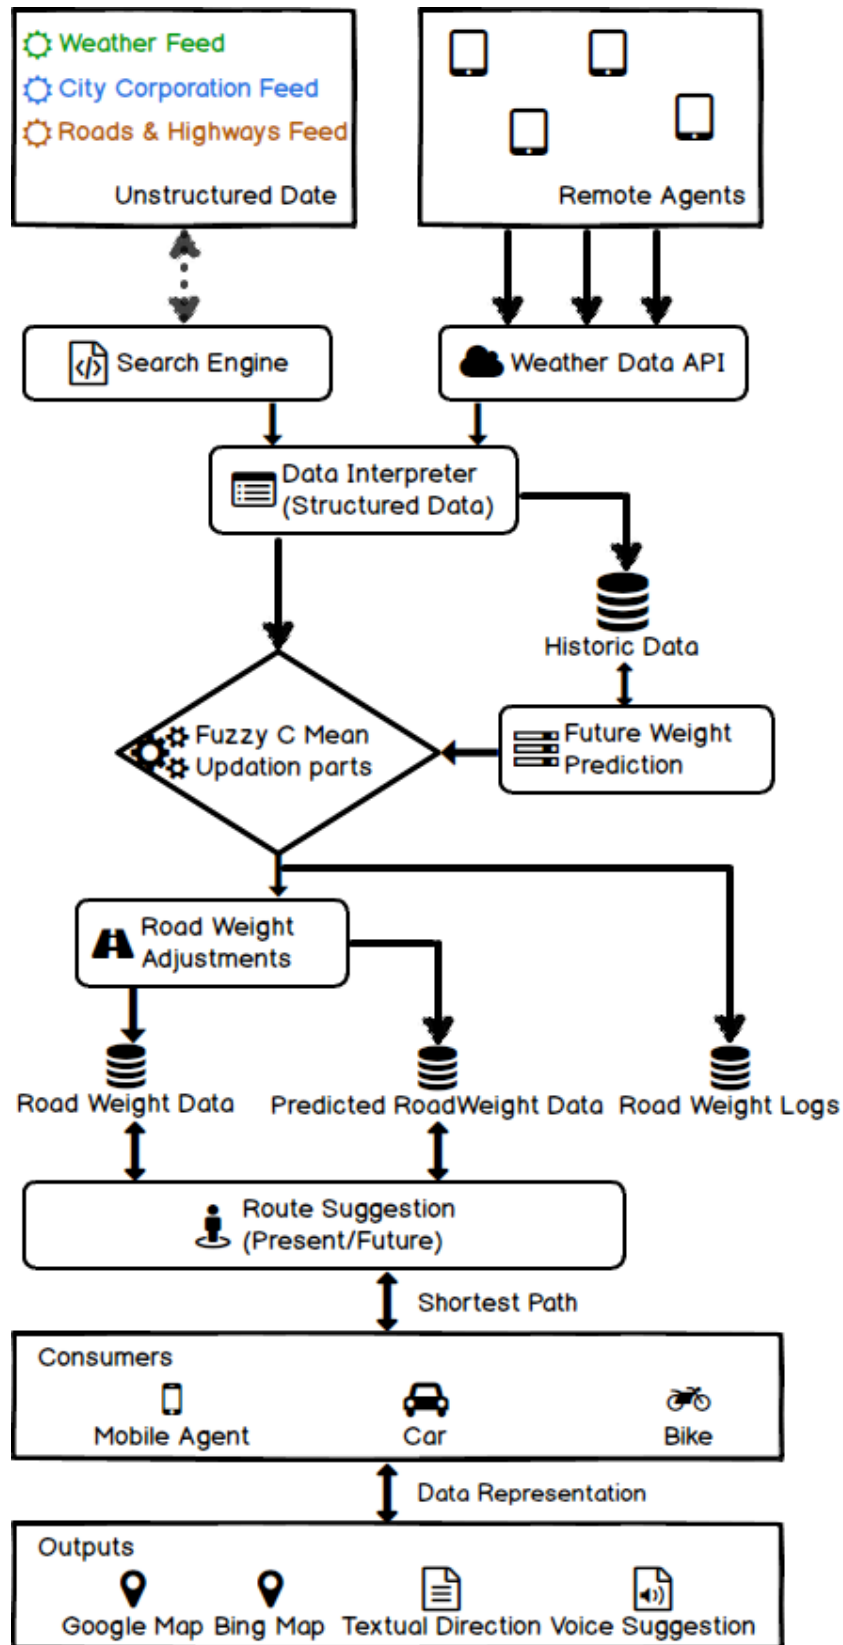 Weather Feed
City Corporation Feed
Roads & Highways Feed
Unstructured Date
Remote Agents
</>
Search Engine
Weather Data API
Data Interpreter
(Structured Data)
Historic Data
Fuzzy C Mean
Updation parts
Future Weight
Prediction
Road Weight
Adjustments
Road Weight Data
Predicted RoadWeight Data
Road Weight Logs
Route Suggestion
(Present/Future)
Shortest Path
Consumers
Mobile Agent
Car
Bike
Data Representation
Outputs
Google Map
Bing Map
Textual Direction
Voice Suggestion